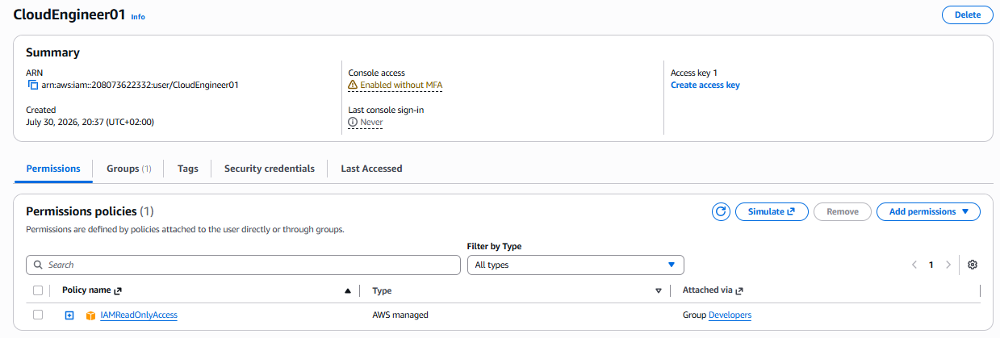 CloudEngineer01 Info
Delete
Summary
ARN
arn:aws:iam::208073622332:user/CloudEngineer01
Created
July 30, 2026, 20:37 (UTC+02:00)
Console access
Enabled without MFA
Last console sign-in
Never
Access key 1
Create access key
Permissions
Groups (1)
Tags
Security credentials
Last Accessed
Permissions policies (1)
Permissions are defined by policies attached to the user directly or through groups.
Simulate
Remove
Add permissions
Filter by Type
Search
All types
1
Policy name
Type
Attached via
IAMReadOnlyAccess
AWS managed
Group Developers